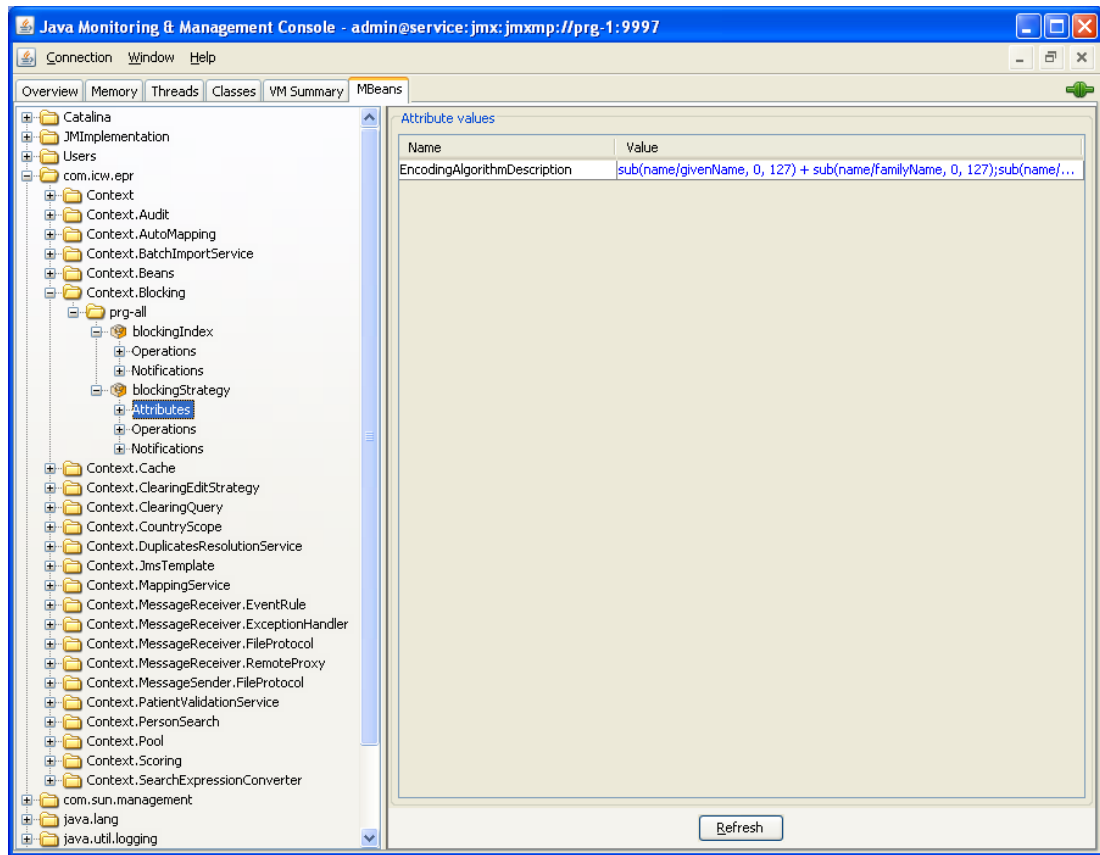 Java Monitoring & Management Console - admin@service:jmx:jmxmp://prg-1:9997
Connection Window Help
Overview Memory Threads Classes VM Summary MBeans
Catalina
JMImplementation
Users
com.icw.epr
Context
Context.Audit
Context.AutoMapping
Context.BatchImportService
Context.Beans
Context.Blocking
prg-all
blockingIndex
Operations
Notifications
blockingStrategy
Attributes
Operations
Notifications
Context.Cache
Context.ClearingEditStrategy
Context.ClearingQuery
Context.CountryScope
Context.DuplicatesResolutionService
Context.JmsTemplate
Context.MappingService
Context.MessageReceiver.EventRule
Context.MessageReceiver.ExceptionHandler
Context.MessageReceiver.FileProtocol
Context.MessageReceiver.RemoteProxy
Context.MessageSender.FileProtocol
Context.PatientValidationService
Context.PersonSearch
Context.Pool
Context.Scoring
Context.SearchExpressionConverter
com.sun.management
java.lang
java.util.logging
Attribute values
Name Value
EncodingAlgorithmDescription sub(name/givenName, 0, 127) + sub(name/familyName, 0, 127);sub(name/...
Refresh